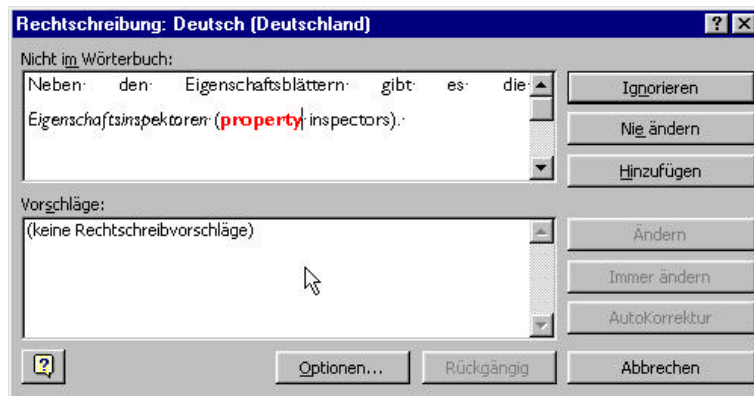 Rechtschreibung: Deutsch (Deutschland)
Nicht im Wörterbuch:
Neben· den· Eigenschaftsblättern· gibt· es· die·
Eigenschaftsinspektoren·(property·inspectors).·
Ignorieren
Nie ändern
Hinzufügen
Vorschläge:
(keine Rechtschreibvorschläge)
Ändern
Immer ändern
AutoKorrektur
Optionen...
Rückgängig
Abbrechen